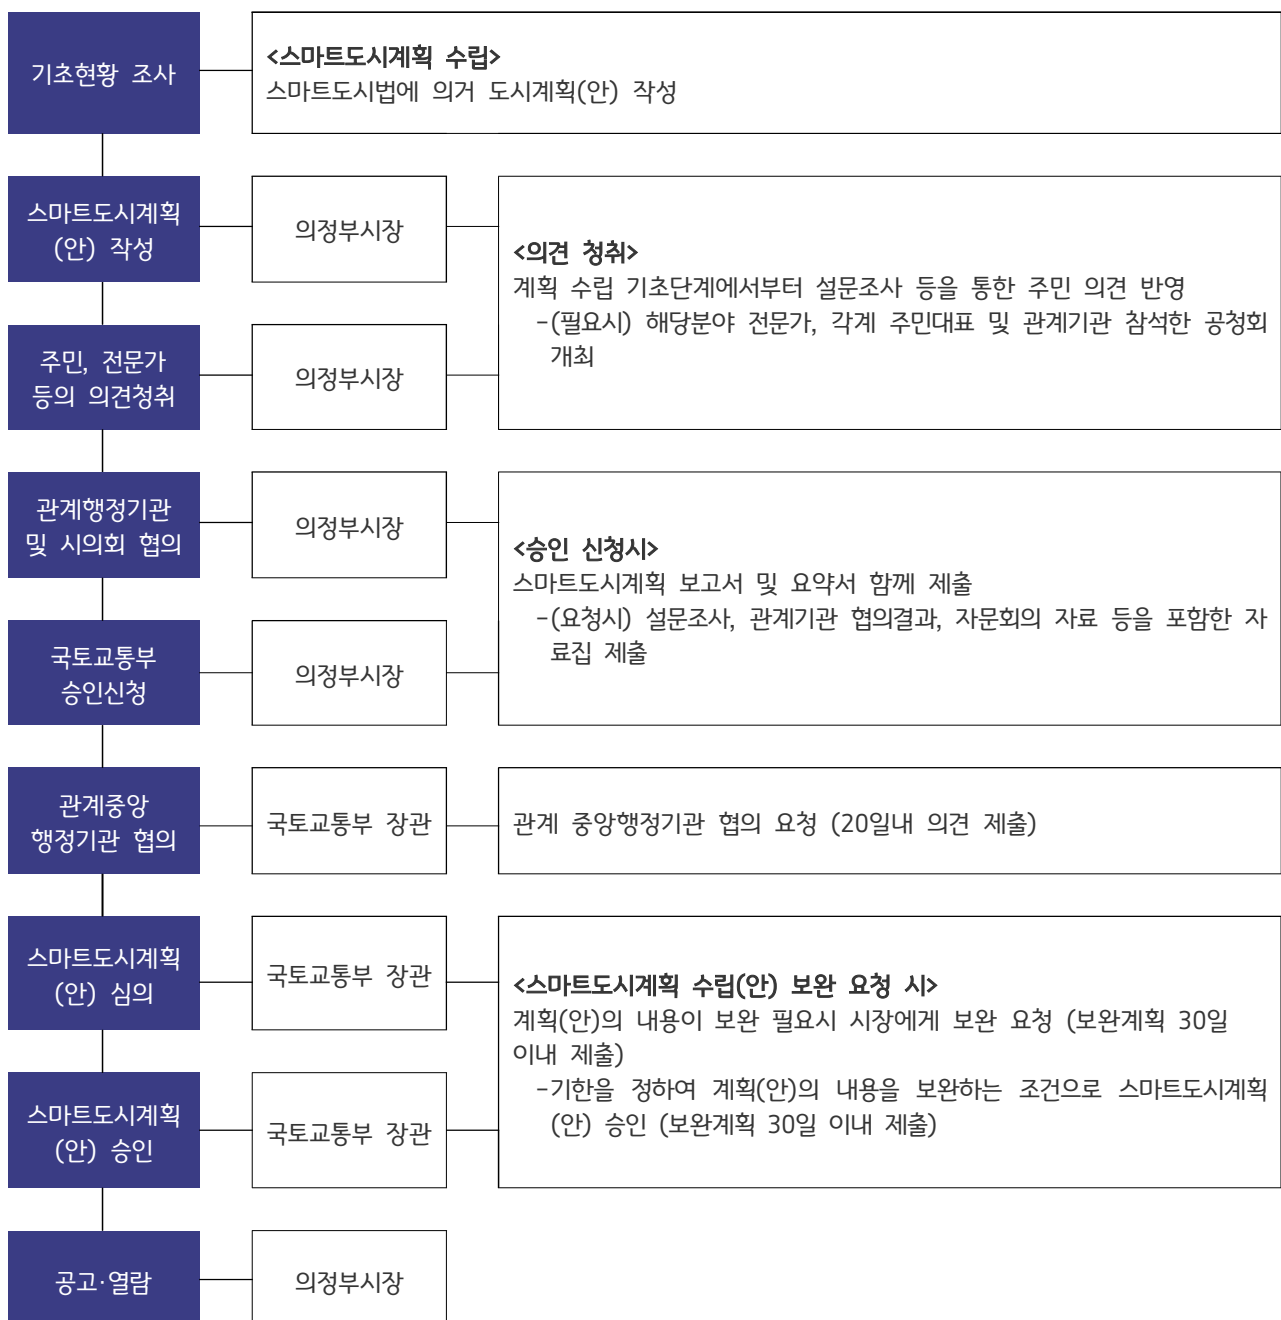 기초현황 조사
<스마트도시계획 수립>
스마트도시법에 의거 도시계획(안) 작성
스마트도시계획
(안) 작성
의정부시장
주민, 전문가
등의 의견청취
의정부시장
<의견 청취>
계획 수립 기초단계에서부터 설문조사 등을 통한 주민 의견 반영
-(필요시) 해당분야 전문가, 각계 주민대표 및 관계기관 참석한 공청회
개최
관계행정기관
및 시의회 협의
의정부시장
국토교통부
승인신청
의정부시장
<승인 신청시>
스마트도시계획 보고서 및 요약서 함께 제출
-(요청시) 설문조사, 관계기관 협의결과, 자문회의 자료 등을 포함한 자
료집 제출
관계중앙
행정기관 협의
국토교통부 장관
관계 중앙행정기관 협의 요청 (20일내 의견 제출)
스마트도시계획
(안) 심의
국토교통부 장관
스마트도시계획
(안) 승인
국토교통부 장관
<스마트도시계획 수립(안) 보완 요청 시>
계획(안)의 내용이 보완 필요시 시장에게 보완 요청 (보완계획 30일
이내 제출)
-기한을 정하여 계획(안)의 내용을 보완하는 조건으로 스마트도시계획
(안) 승인 (보완계획 30일 이내 제출)
공고·열람
의정부시장